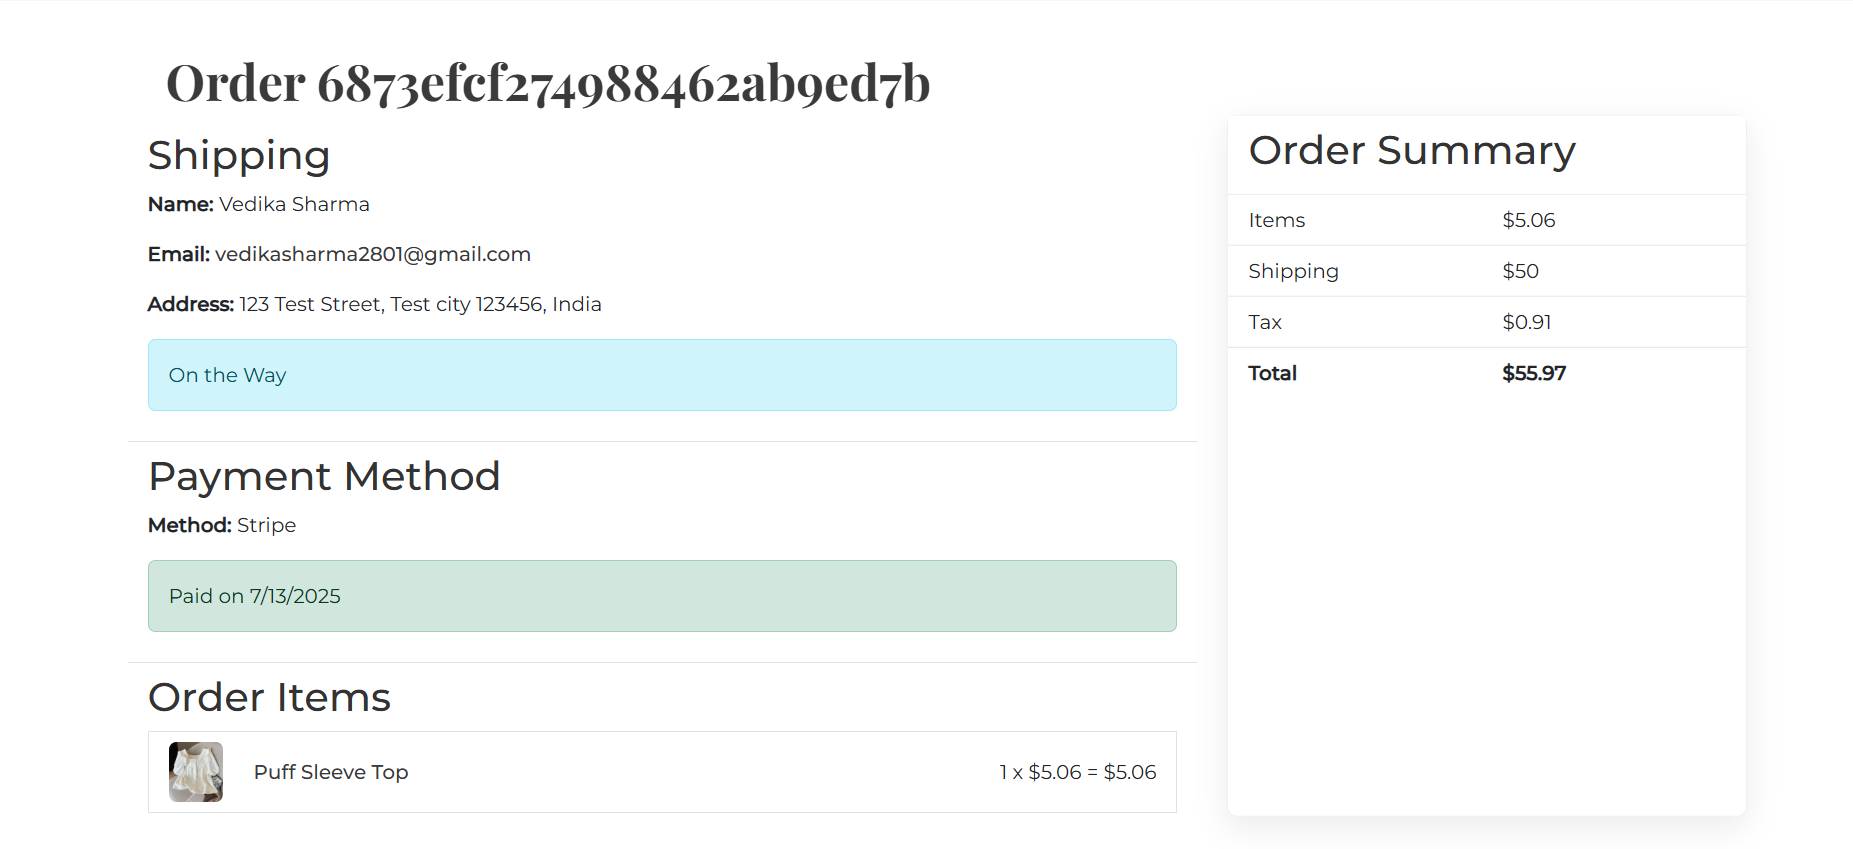 Order 6873efcf274988462ab9ed7b
Shipping
Name: Vedika Sharma
Email: vedikasharma2801@gmail.com
Address: 123 Test Street, Test city 123456, India
On the Way
Payment Method
Method: Stripe
Paid on 7/13/2025
Order Items
Puff Sleeve Top 1 x $5.06 = $5.06
Order Summary
Items $5.06
Shipping $50
Tax $0.91
Total $55.97